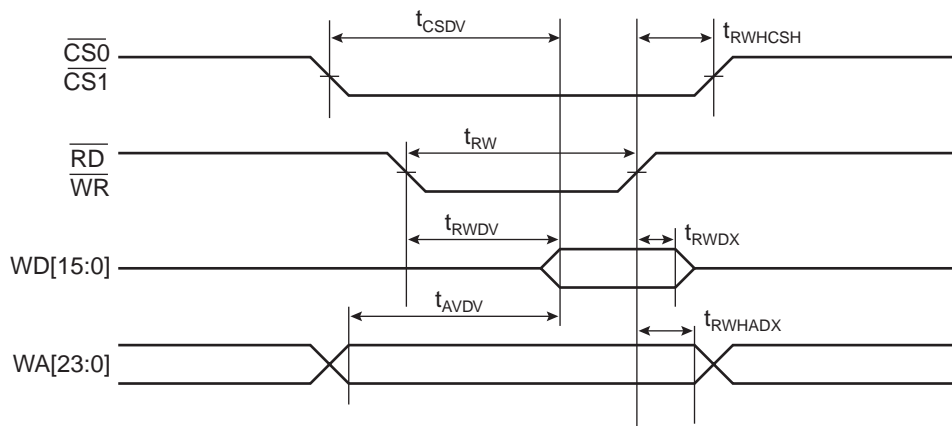 tCSDV
tRWHCSH
CS0
CS1
tRW
RD
WR
tRWDV
tRWDX
WD[15:0]
tAVDV
tRWHADX
WA[23:0]